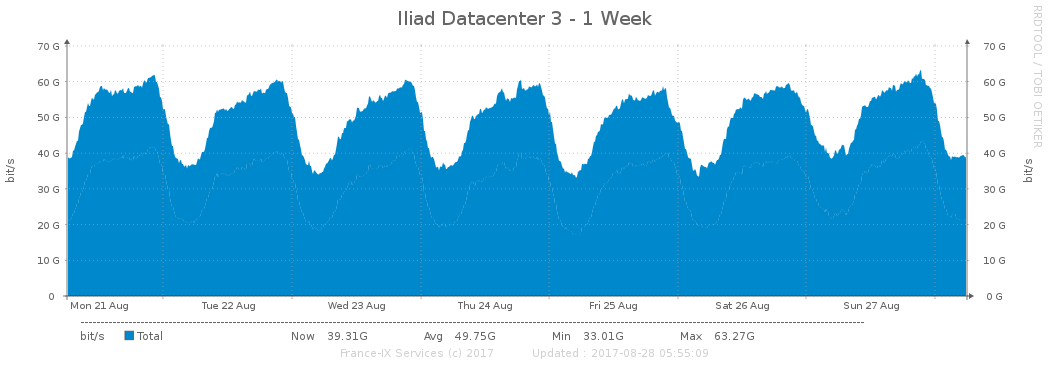 Iliad Datacenter 3 - 1 Week
RRDTOOL / TOBI OETIKER
70 G 70 G
60 G 60 G
50 G 50 G
40 G 40 G
30 G 30 G
20 G 20 G
10 G 10 G
0 0 G
bit/s bit/s
Mon 21 Aug Tue 22 Aug Wed 23 Aug Thu 24 Aug Fri 25 Aug Sat 26 Aug Sun 27 Aug
bit/s Total Now 39.31G Avg 49.75G Min 33.01G Max 63.27G
France-IX Services (c) 2017 Updated : 2017-08-28 05:55:09